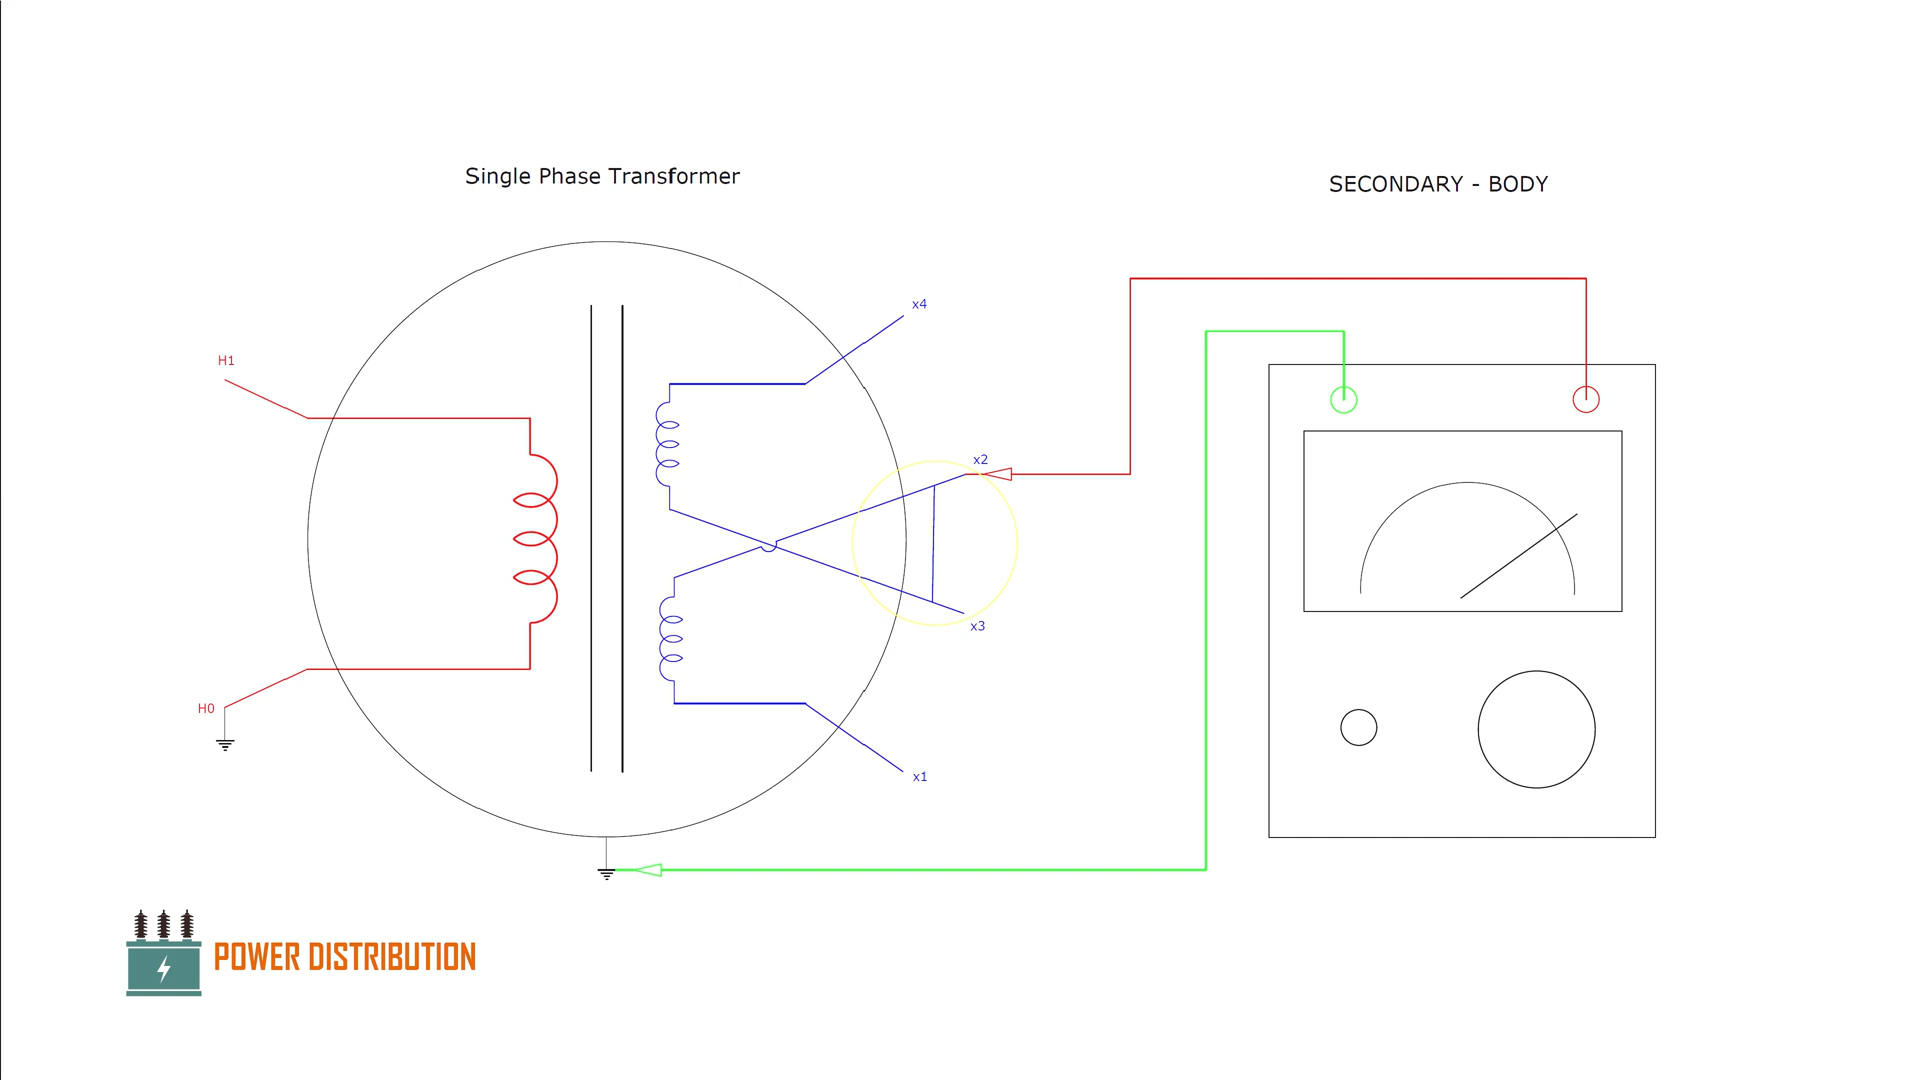 Single Phase Transformer
SECONDARY - BODY
x4
H1
x2
x3
H0
x1
POWER DISTRIBUTION